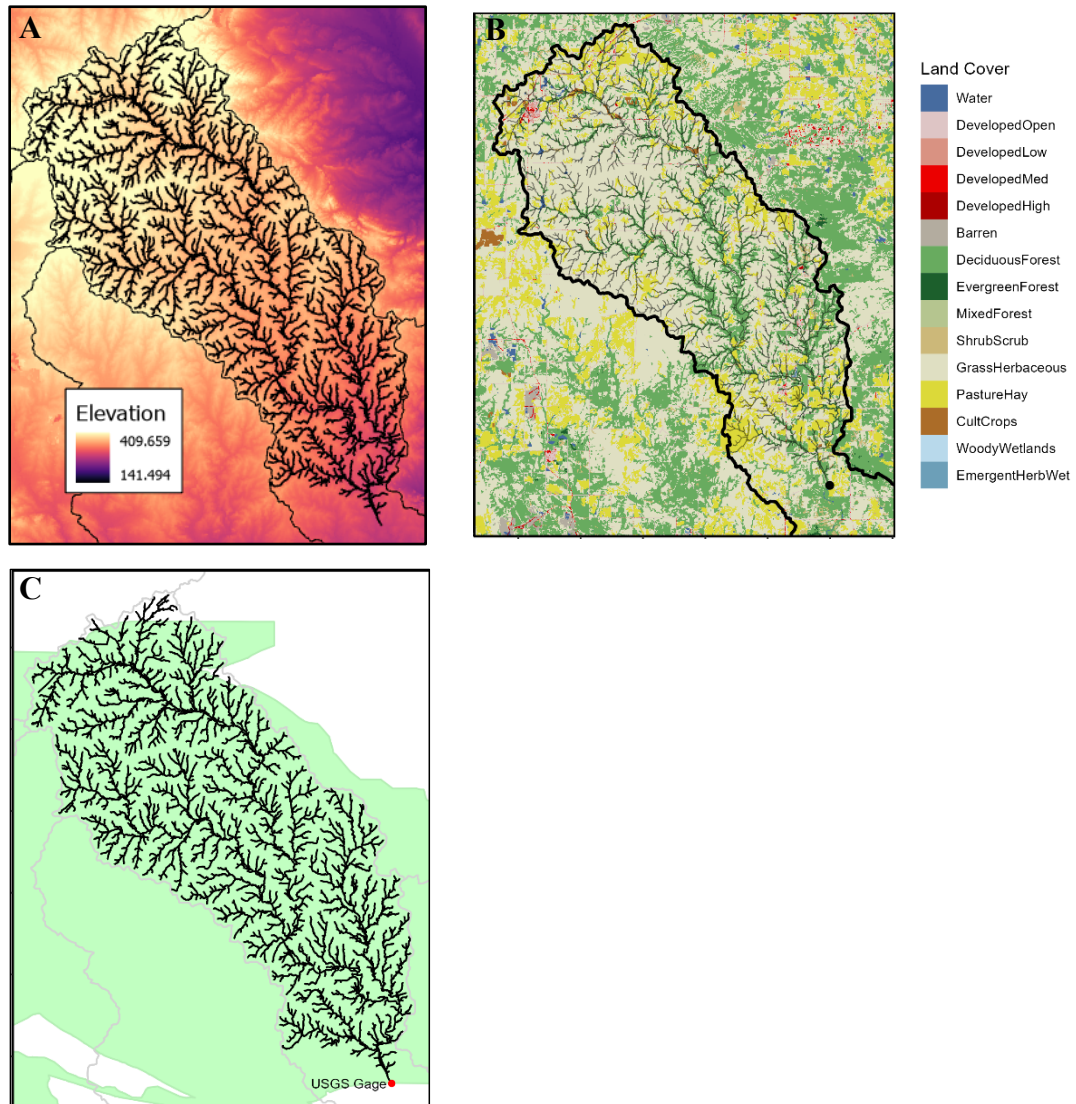 A
Elevation
409.659
141.494
B
Land Cover
Water
DevelopedOpen
DevelopedLow
DevelopedMed
DevelopedHigh
Barren
DeciduousForest
EvergreenForest
MixedForest
ShrubScrub
GrassHerbaceous
PastureHay
CultCrops
WoodyWetlands
EmergentHerbWet
C
USGS Gage